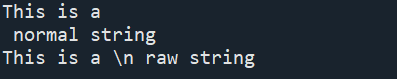 This is a
 normal string
This is a \n raw string